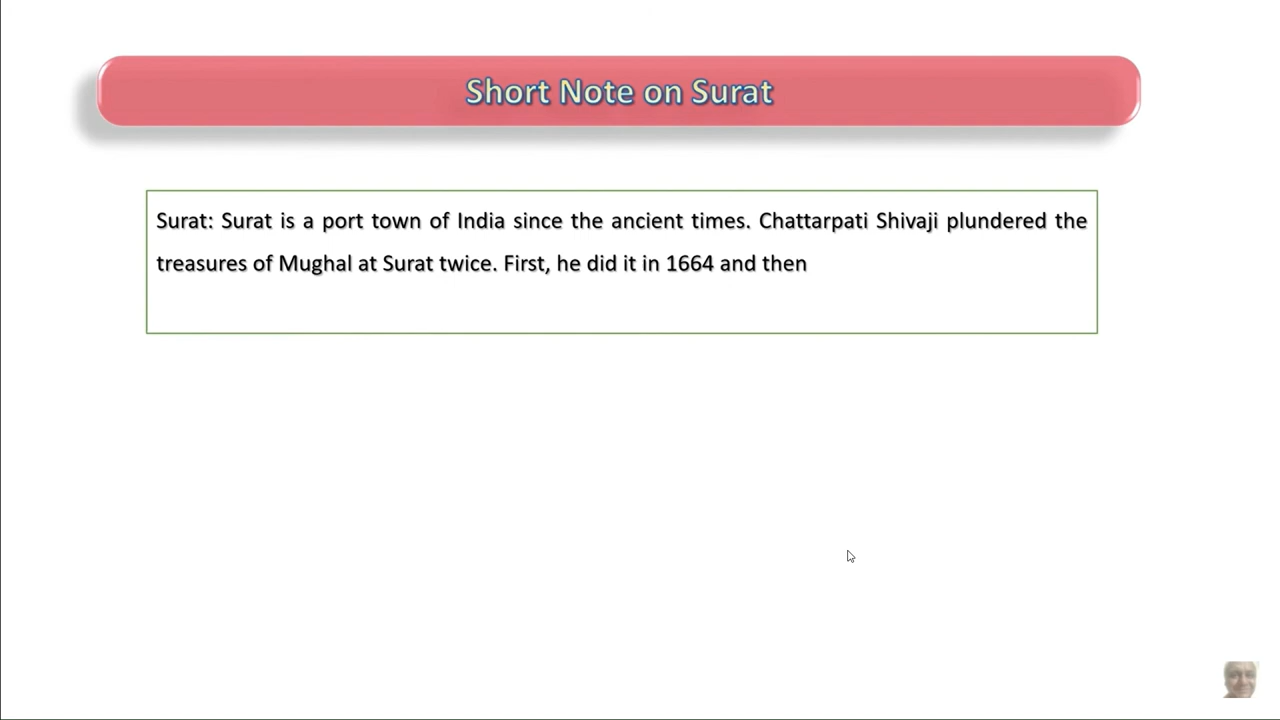 Short Note on Surat
Surat: Surat is a port town of India since the ancient times. Chattarpati Shivaji plundered the
treasures of Mughal at Surat twice. First, he did it in 1664 and then